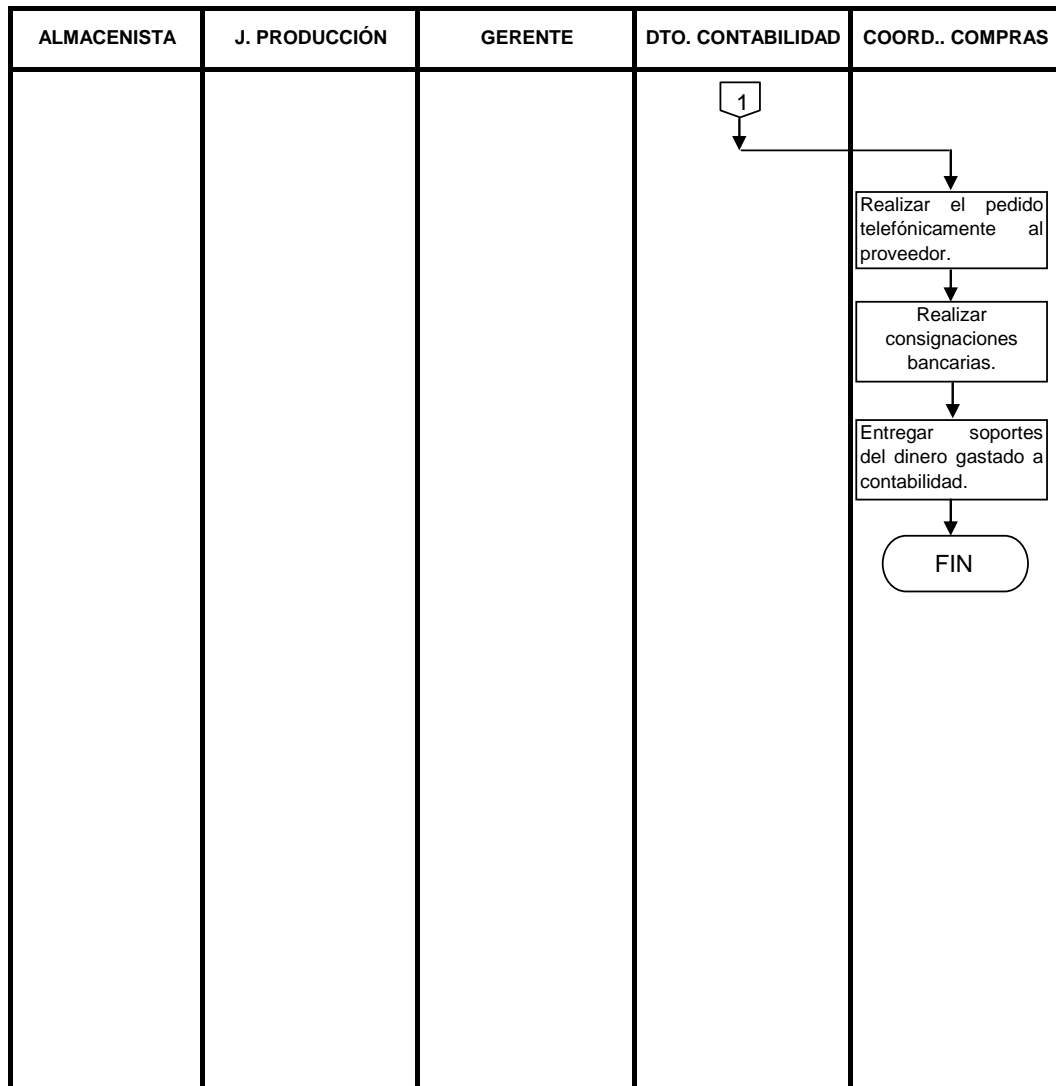 ALMACENISTA J. PRODUCCIÓN GERENTE DTO. CONTABILIDAD COORD.. COMPRAS
1
Realizar el pedido
telefónicamente al
proveedor.
Realizar
consignaciones
bancarias.
Entregar soportes
del dinero gastado a
contabilidad.
FIN